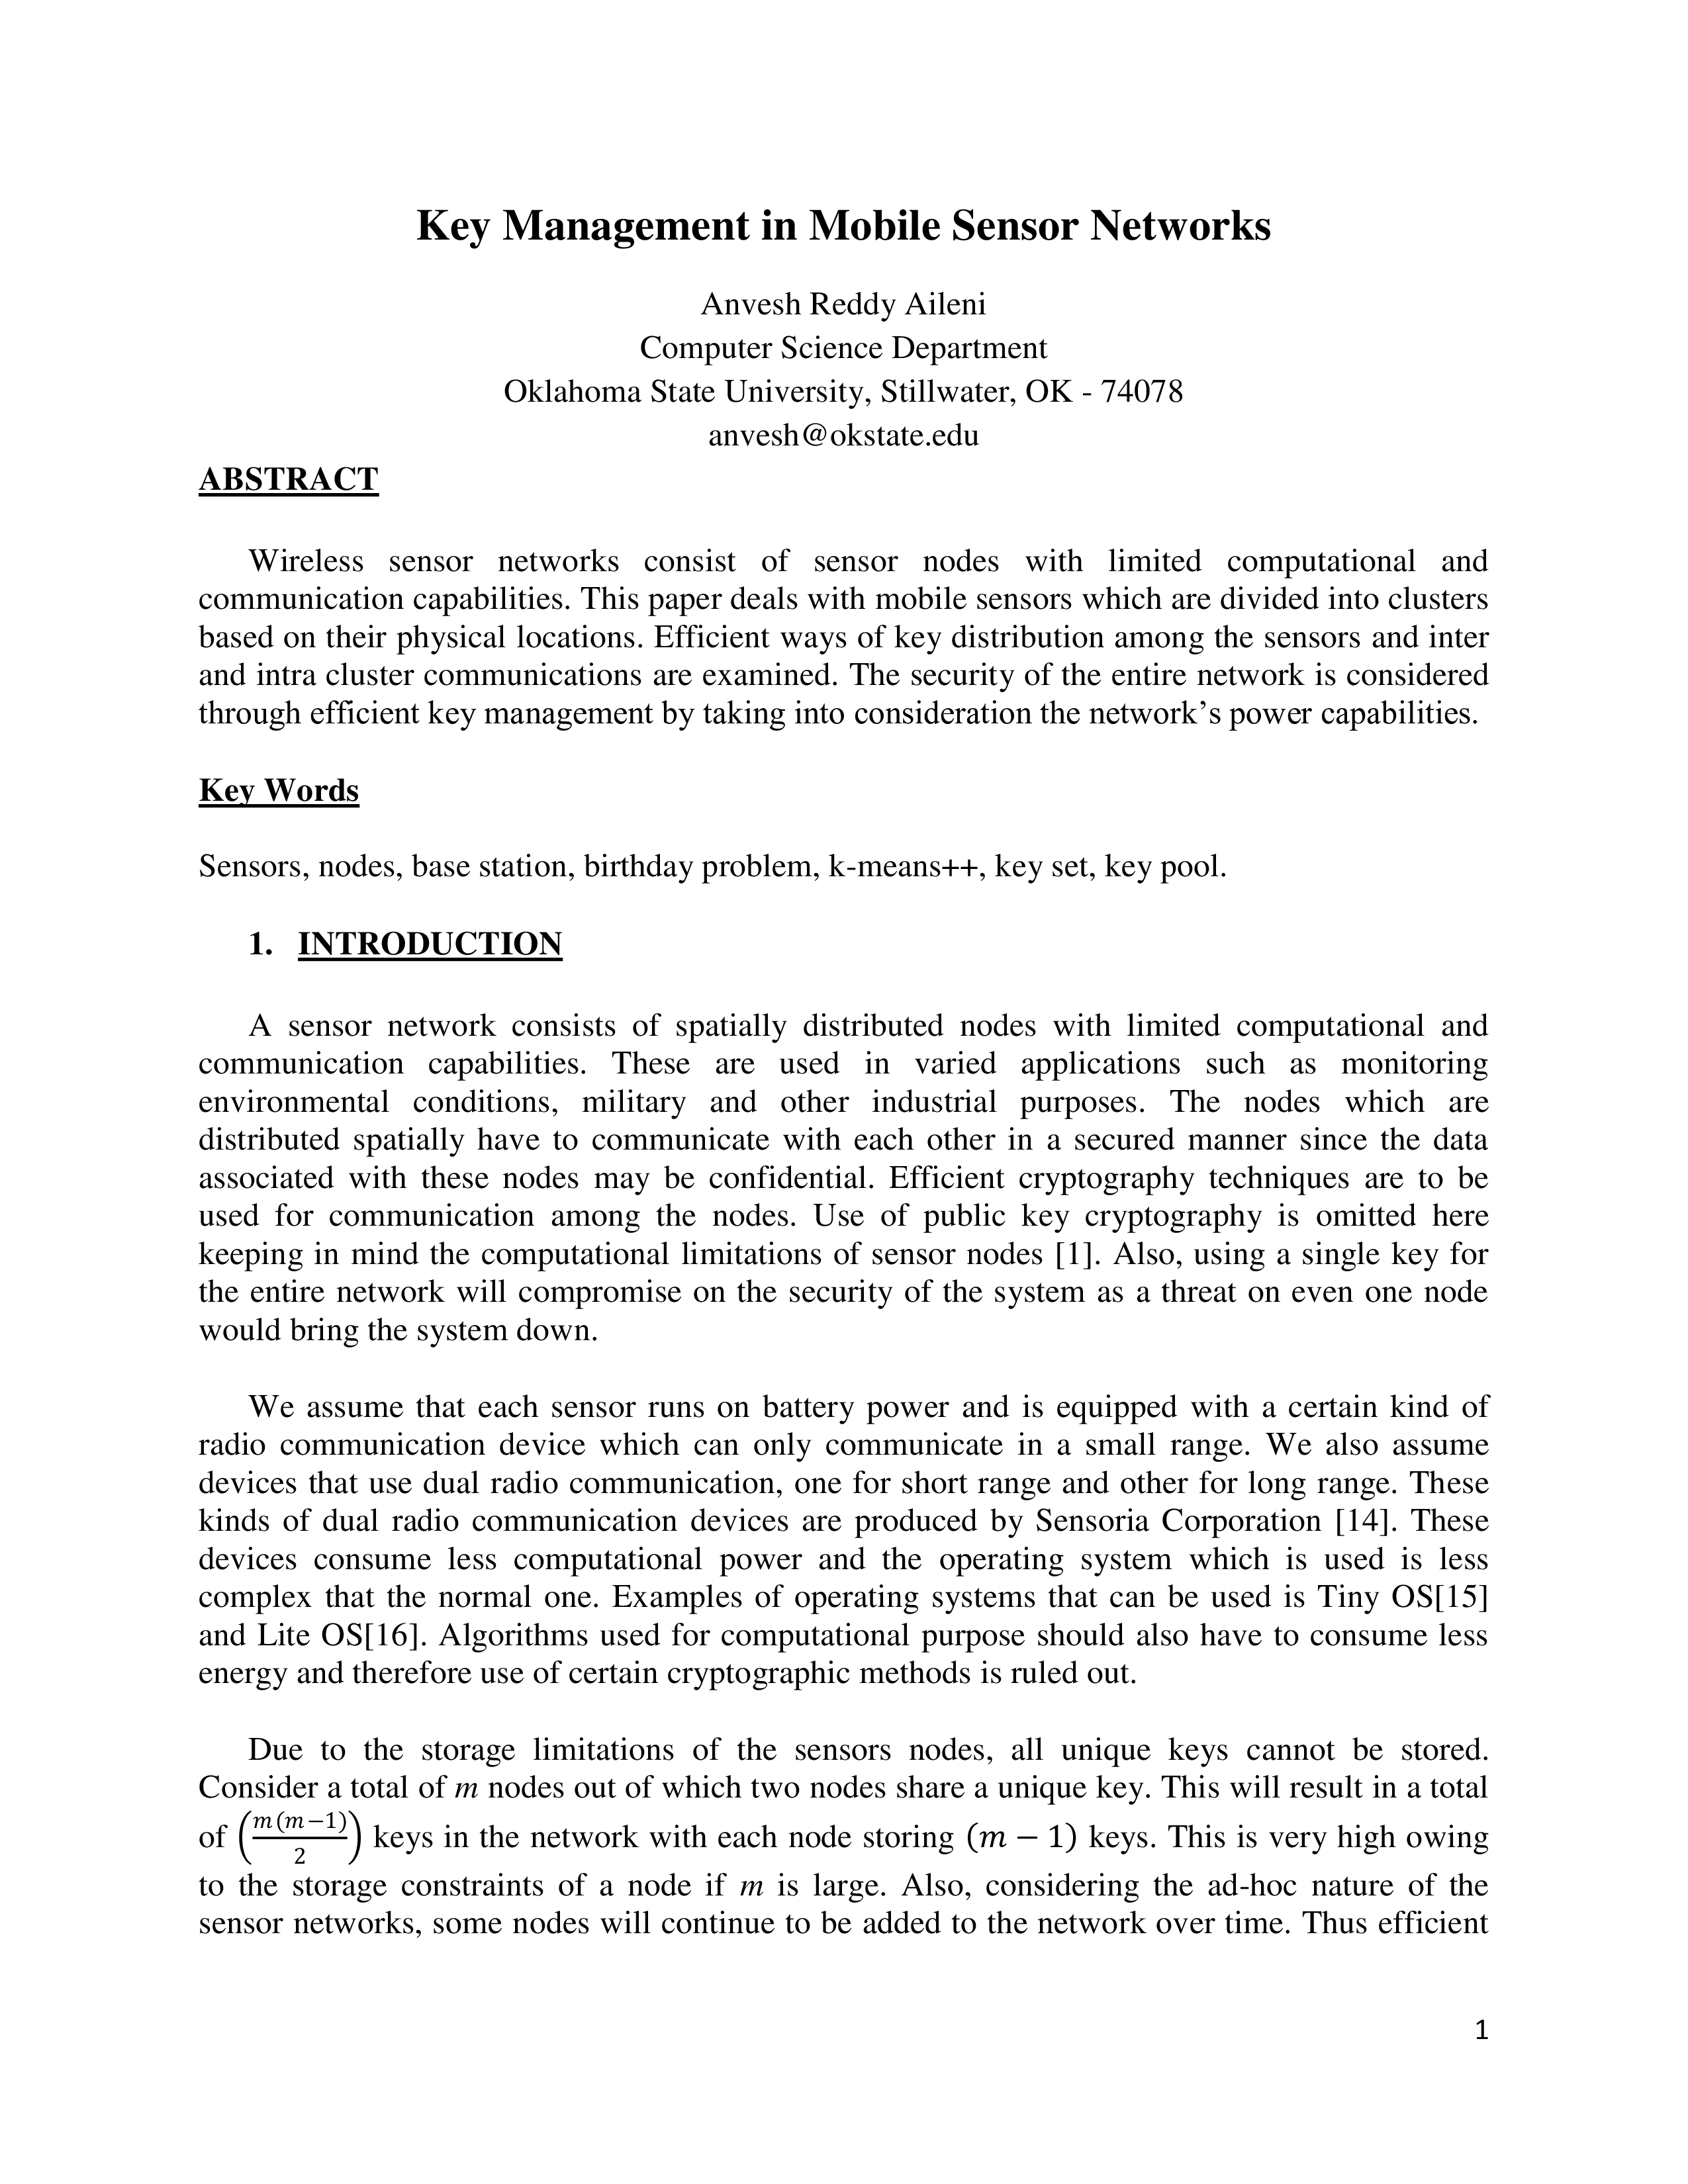 Key Management in Mobile Sensor Networks
Anvesh Reddy Aileni
Computer Science Department
Oklahoma State University, Stillwater, OK - 74078
anvesh@okstate.edu
ABSTRACT
Wireless sensor networks consist of sensor nodes with limited computational and
communication capabilities. This paper deals with mobile sensors which are divided into clusters
based on their physical locations. Efficient ways of key distribution among the sensors and inter
and intra cluster communications are examined. The security of the entire network is considered
through efficient key management by taking into consideration the network’s power capabilities.
Key Words
Sensors, nodes, base station, birthday problem, k-means++, key set, key pool.
1. INTRODUCTION
A sensor network consists of spatially distributed nodes with limited computational and
communication capabilities. These are used in varied applications such as monitoring
environmental conditions, military and other industrial purposes. The nodes which are
distributed spatially have to communicate with each other in a secured manner since the data
associated with these nodes may be confidential. Efficient cryptography techniques are to be
used for communication among the nodes. Use of public key cryptography is omitted here
keeping in mind the computational limitations of sensor nodes [1]. Also, using a single key for
the entire network will compromise on the security of the system as a threat on even one node
would bring the system down.
We assume that each sensor runs on battery power and is equipped with a certain kind of
radio communication device which can only communicate in a small range. We also assume
devices that use dual radio communication, one for short range and other for long range. These
kinds of dual radio communication devices are produced by Sensoria Corporation [14]. These
devices consume less computational power and the operating system which is used is less
complex that the normal one. Examples of operating systems that can be used is Tiny OS[15]
and Lite OS[16]. Algorithms used for computational purpose should also have to consume less
energy and therefore use of certain cryptographic methods is ruled out.
Due to the storage limitations of the sensors nodes, all unique keys cannot be stored.
Consider a total of m nodes out of which two nodes share a unique key. This will result in a total
of (m(m−1)/2) keys in the network with each node storing (m − 1) keys. This is very high owing
to the storage constraints of a node if m is large. Also, considering the ad-hoc nature of the
sensor networks, some nodes will continue to be added to the network over time. Thus efficient
1